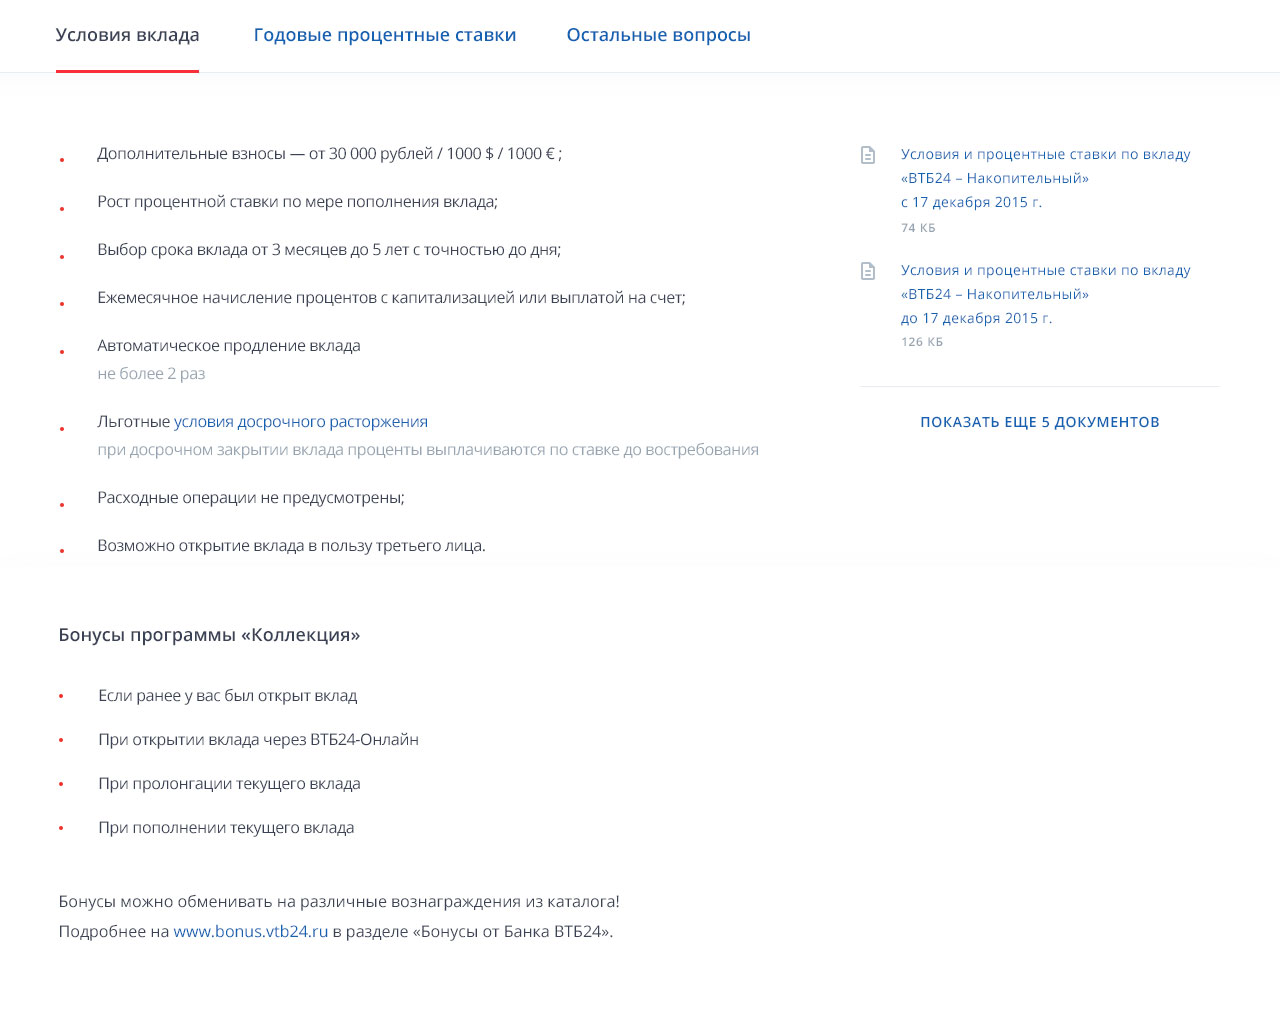 Условия вклада
Годовые процентные ставки
Остальные вопросы
Дополнительные взносы — от 30 000 рублей / 1000 $ / 1000 € ;
Рост процентной ставки по мере пополнения вклада;
Выбор срока вклада от 3 месяцев до 5 лет с точностью до дня;
Ежемесячное начисление процентов с капитализацией или выплатой на счет;
Автоматическое продление вклада
не более 2 раз
Льготные условия досрочного расторжения
при досрочном закрытии вклада проценты выплачиваются по ставке до востребования
Расходные операции не предусмотрены;
Возможно открытие вклада в пользу третьего лица.
Условия и процентные ставки по вкладу
«ВТБ24 – Накопительный»
с 17 декабря 2015 г.
74 КБ
Условия и процентные ставки по вкладу
«ВТБ24 – Накопительный»
до 17 декабря 2015 г.
126 КБ
ПОКАЗАТЬ ЕЩЕ 5 ДОКУМЕНТОВ
Бонусы программы «Коллекция»
Если ранее у вас был открыт вклад
При открытии вклада через ВТБ24-Онлайн
При пролонгации текущего вклада
При пополнении текущего вклада
Бонусы можно обменивать на различные вознаграждения из каталога!
Подробнее на www.bonus.vtb24.ru в разделе «Бонусы от Банка ВТБ24».